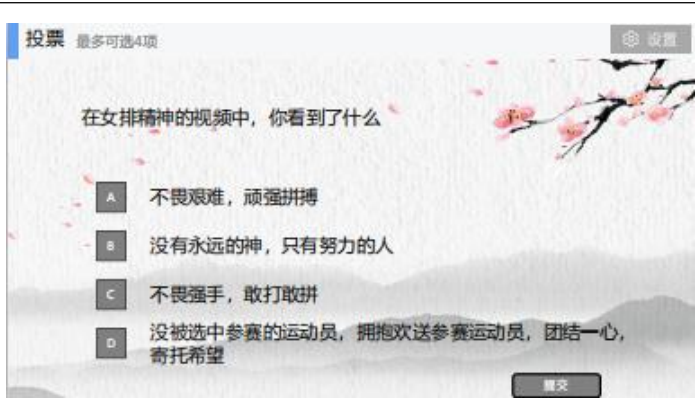 投票 最多可选4项
设置
在女排精神的视频中，你看到了什么
A 不畏艰难，顽强拼搏
B 没有永远的神，只有努力的人
C 不畏强手，敢打敢拼
D 没被选中参赛的运动员，拥抱欢送参赛运动员，团结一心，
寄托希望
提交